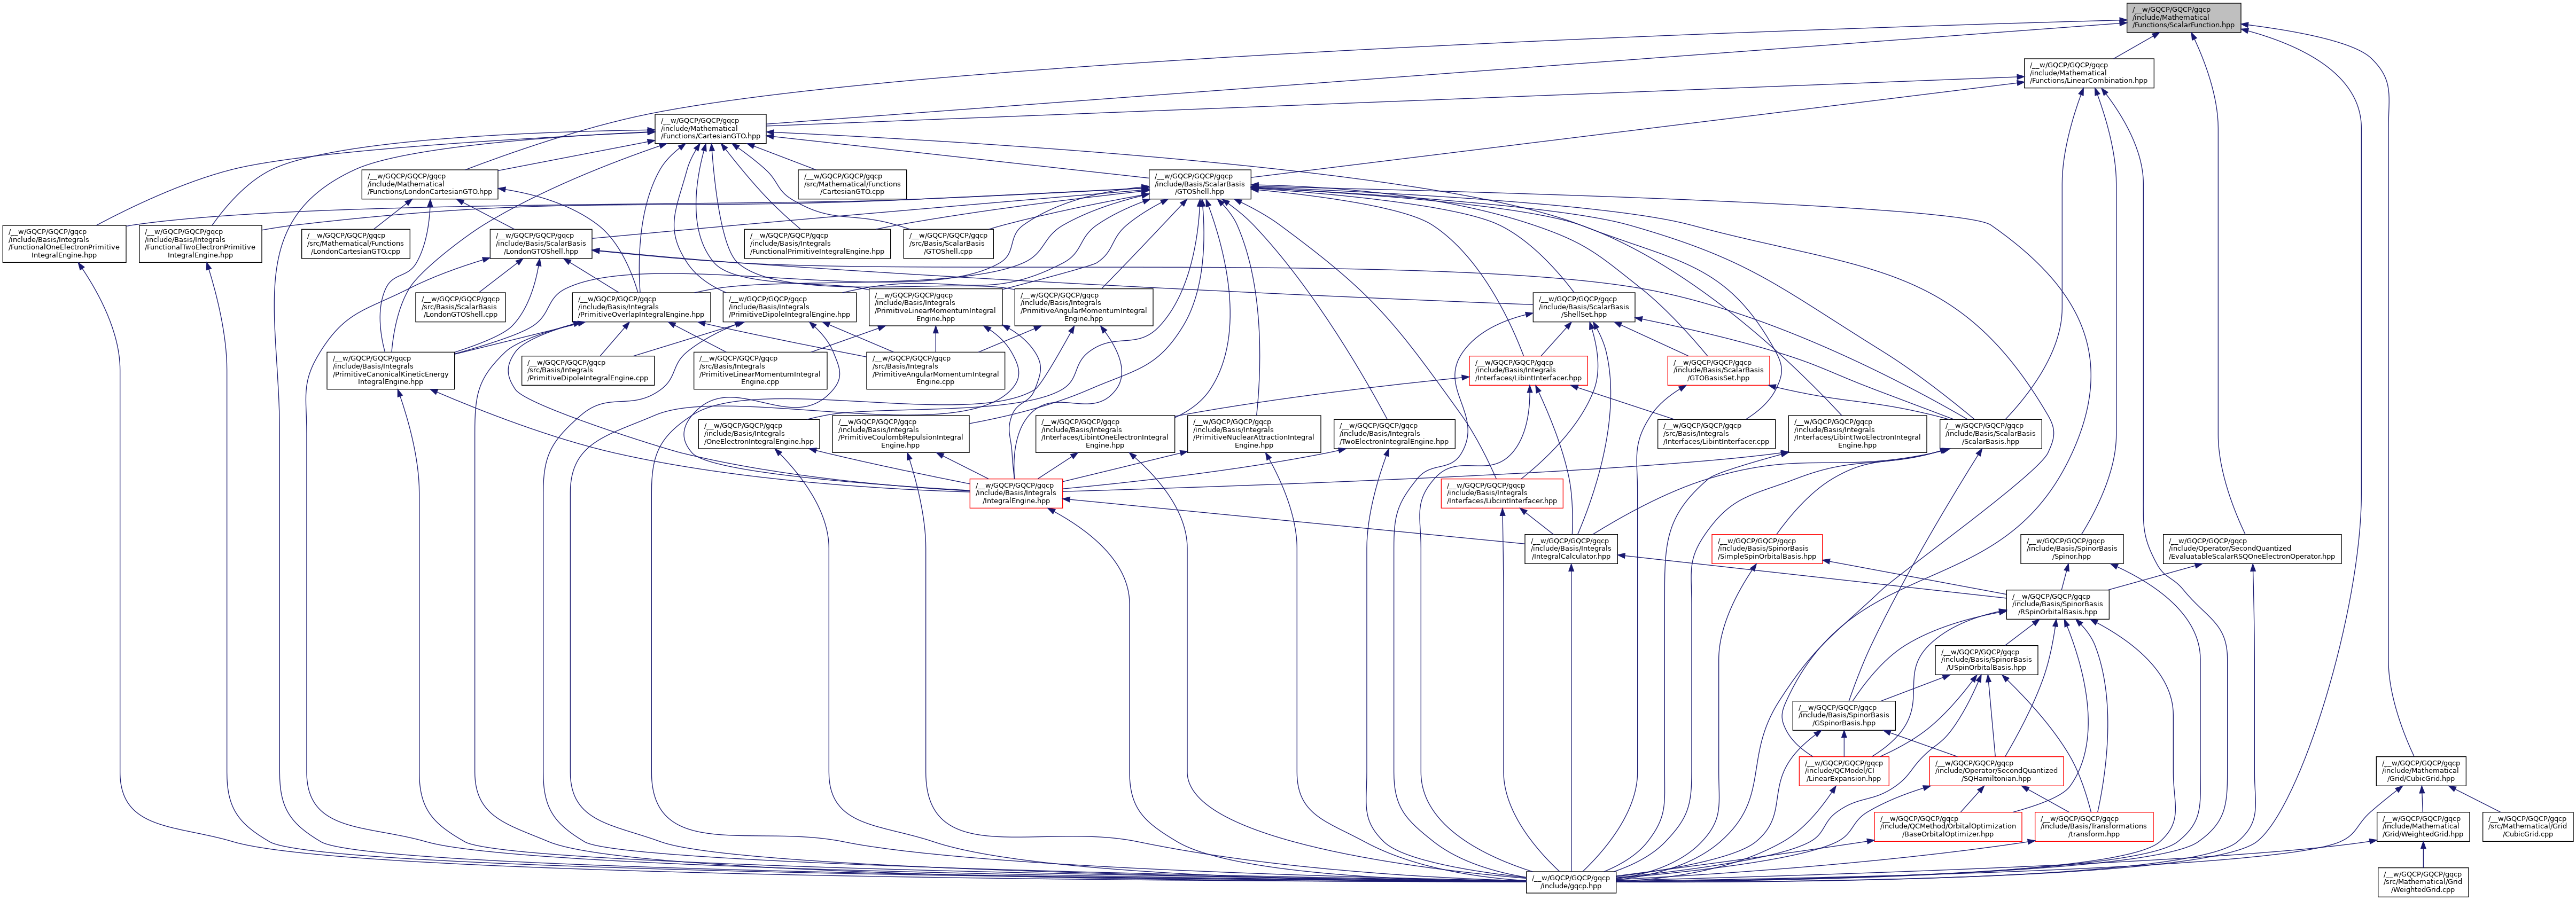 /__w/GQCP/GQCP/gqcp
/include/Mathematical
/Functions/ScalarFunction.hpp
/__w/GQCP/GQCP/gqcp
/include/Mathematical
/Functions/LinearCombination.hpp
/__w/GQCP/GQCP/gqcp
/include/Mathematical
/Functions/CartesianGTO.hpp
/__w/GQCP/GQCP/gqcp
/include/Mathematical
/Functions/LondonCartesianGTO.hpp
/__w/GQCP/GQCP/gqcp
/src/Mathematical/Functions
/CartesianGTO.cpp
/__w/GQCP/GQCP/gqcp
/include/Basis/ScalarBasis
/GTOShell.hpp
/__w/GQCP/GQCP/gqcp
/include/Basis/Integrals
/FunctionalOneElectronPrimitive
IntegralEngine.hpp
/__w/GQCP/GQCP/gqcp
/include/Basis/Integrals
/FunctionalTwoElectronPrimitive
IntegralEngine.hpp
/__w/GQCP/GQCP/gqcp
/src/Mathematical/Functions
/LondonCartesianGTO.cpp
/__w/GQCP/GQCP/gqcp
/include/Basis/ScalarBasis
/LondonGTOShell.hpp
/__w/GQCP/GQCP/gqcp
/include/Basis/Integrals
/FunctionalPrimitiveIntegralEngine.hpp
/__w/GQCP/GQCP/gqcp
/src/Basis/ScalarBasis
/GTOShell.cpp
/__w/GQCP/GQCP/gqcp
/src/Basis/ScalarBasis
/LondonGTOShell.cpp
/__w/GQCP/GQCP/gqcp
/include/Basis/Integrals
/PrimitiveOverlapIntegralEngine.hpp
/__w/GQCP/GQCP/gqcp
/include/Basis/Integrals
/PrimitiveDipoleIntegralEngine.hpp
/__w/GQCP/GQCP/gqcp
/include/Basis/Integrals
/PrimitiveLinearMomentumIntegral
Engine.hpp
/__w/GQCP/GQCP/gqcp
/include/Basis/Integrals
/PrimitiveAngularMomentumIntegral
Engine.hpp
/__w/GQCP/GQCP/gqcp
/include/Basis/ScalarBasis
/ShellSet.hpp
/__w/GQCP/GQCP/gqcp
/include/Basis/Integrals
/PrimitiveCanonicalKineticEnergy
IntegralEngine.hpp
/__w/GQCP/GQCP/gqcp
/src/Basis/Integrals
/PrimitiveDipoleIntegralEngine.cpp
/__w/GQCP/GQCP/gqcp
/src/Basis/Integrals
/PrimitiveLinearMomentumIntegral
Engine.cpp
/__w/GQCP/GQCP/gqcp
/src/Basis/Integrals
/PrimitiveAngularMomentumIntegral
Engine.cpp
/__w/GQCP/GQCP/gqcp
/include/Basis/Integrals
/Interfaces/LibintInterfacer.hpp
/__w/GQCP/GQCP/gqcp
/include/Basis/ScalarBasis
/GTOBasisSet.hpp
/__w/GQCP/GQCP/gqcp
/include/Basis/Integrals
/OneElectronIntegralEngine.hpp
/__w/GQCP/GQCP/gqcp
/include/Basis/Integrals
/PrimitiveCoulombRepulsionIntegral
Engine.hpp
/__w/GQCP/GQCP/gqcp
/include/Basis/Integrals
/Interfaces/LibintOneElectronIntegral
Engine.hpp
/__w/GQCP/GQCP/gqcp
/include/Basis/Integrals
/PrimitiveNuclearAttractionIntegral
Engine.hpp
/__w/GQCP/GQCP/gqcp
/include/Basis/Integrals
/TwoElectronIntegralEngine.hpp
/__w/GQCP/GQCP/gqcp
/src/Basis/Integrals
/Interfaces/LibintInterfacer.cpp
/__w/GQCP/GQCP/gqcp
/include/Basis/Integrals
/Interfaces/LibintTwoElectronIntegral
Engine.hpp
/__w/GQCP/GQCP/gqcp
/include/Basis/ScalarBasis
/ScalarBasis.hpp
/__w/GQCP/GQCP/gqcp
/include/Basis/Integrals
/IntegralEngine.hpp
/__w/GQCP/GQCP/gqcp
/include/Basis/Integrals
/Interfaces/LibcintInterfacer.hpp
/__w/GQCP/GQCP/gqcp
/include/Basis/Integrals
/IntegralCalculator.hpp
/__w/GQCP/GQCP/gqcp
/include/Basis/SpinorBasis
/SimpleSpinOrbitalBasis.hpp
/__w/GQCP/GQCP/gqcp
/include/Basis/SpinorBasis
/Spinor.hpp
/__w/GQCP/GQCP/gqcp
/include/Operator/SecondQuantized
/EvaluatableScalarRSQOneElectronOperator.hpp
/__w/GQCP/GQCP/gqcp
/include/Basis/SpinorBasis
/RSpinOrbitalBasis.hpp
/__w/GQCP/GQCP/gqcp
/include/Basis/SpinorBasis
/USpinOrbitalBasis.hpp
/__w/GQCP/GQCP/gqcp
/include/Basis/SpinorBasis
/GSpinorBasis.hpp
/__w/GQCP/GQCP/gqcp
/include/QCModel/CI
/LinearExpansion.hpp
/__w/GQCP/GQCP/gqcp
/include/Operator/SecondQuantized
/SQHamiltonian.hpp
/__w/GQCP/GQCP/gqcp
/include/Mathematical
/Grid/CubicGrid.hpp
/__w/GQCP/GQCP/gqcp
/include/QCMethod/OrbitalOptimization
/BaseOrbitalOptimizer.hpp
/__w/GQCP/GQCP/gqcp
/include/Basis/Transformations
/transform.hpp
/__w/GQCP/GQCP/gqcp
/include/Mathematical
/Grid/WeightedGrid.hpp
/__w/GQCP/GQCP/gqcp
/src/Mathematical/Grid
/CubicGrid.cpp
/__w/GQCP/GQCP/gqcp
/include/gqcp.hpp
/__w/GQCP/GQCP/gqcp
/src/Mathematical/Grid
/WeightedGrid.cpp